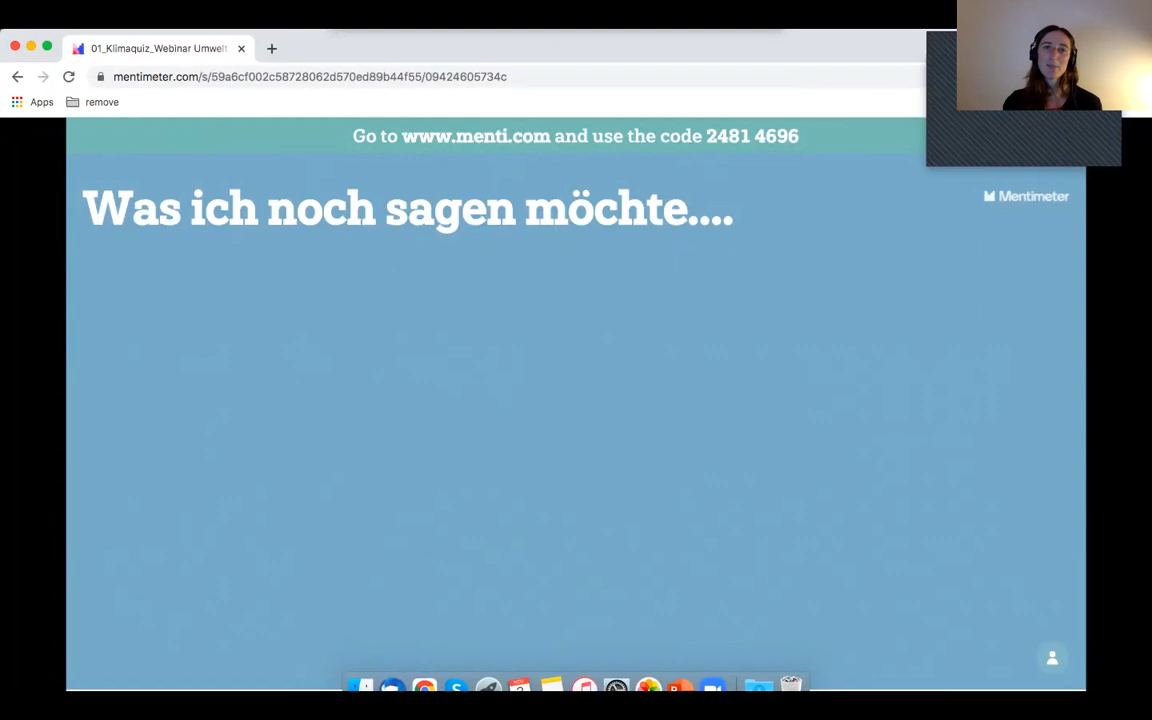 01_Klimaquiz_Webinar Umwelt
mentimeter.com/s/59a6cf002c58728062d570ed89b44f55/09424605734c
Apps
remove
Go to www.menti.com and use the code 2481 4696
Was ich noch sagen möchte....
Mentimeter